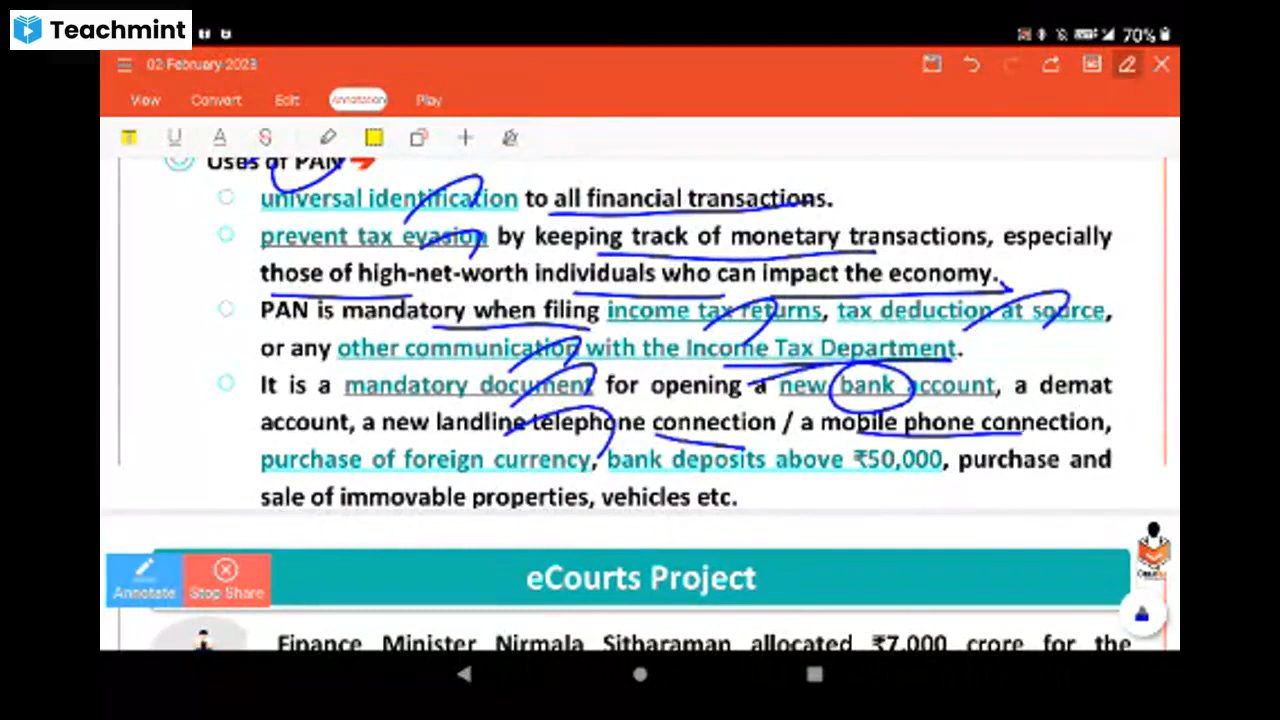 Teachmint
70%
02 February 2023
View Convert Edit Annotation Play
Uses of PAN
universal identification to all financial transactions.
prevent tax evasion by keeping track of monetary transactions, especially
those of high-net-worth individuals who can impact the economy.
PAN is mandatory when filing income tax returns, tax deduction at source,
or any other communication with the Income Tax Department.
It is a mandatory document for opening a new bank account, a demat
account, a new landline telephone connection / a mobile phone connection,
purchase of foreign currency, bank deposits above ₹50,000, purchase and
sale of immovable properties, vehicles etc.
eCourts Project
Annotate Stop Share
Finance Minister Nirmala Sitharaman allocated ₹7,000 crore for the